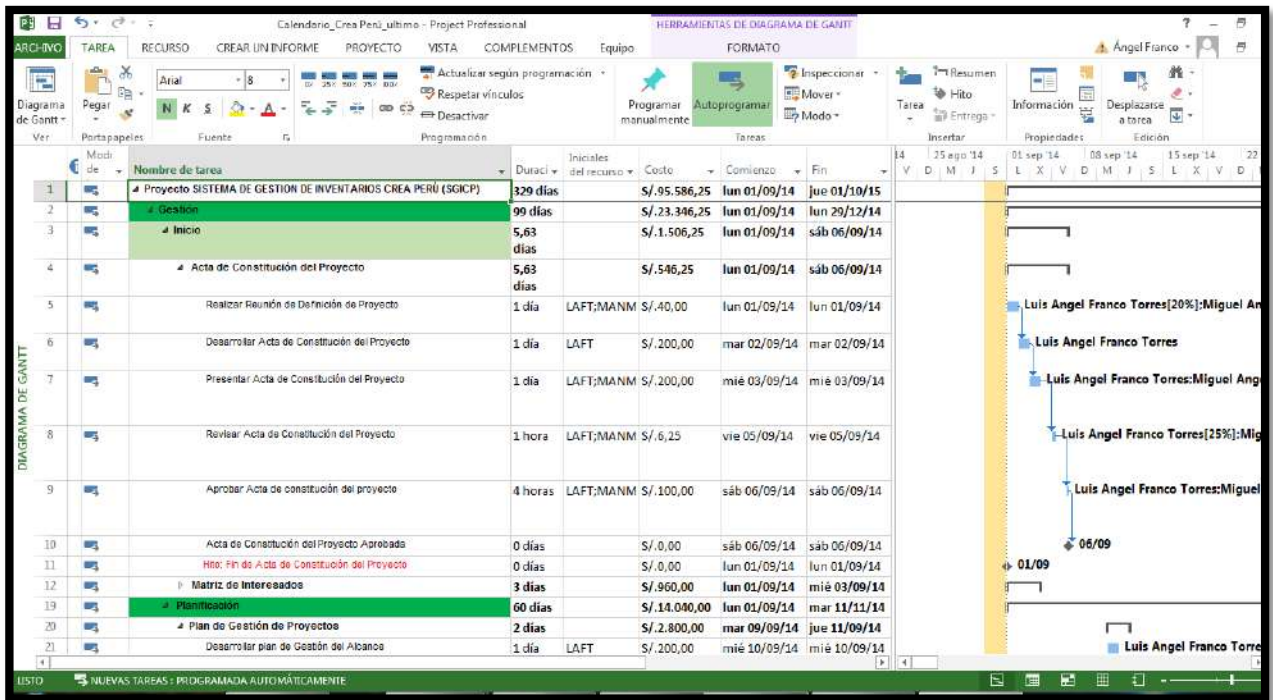 Calendario_Crea Perú_ultimo - Project Professional
HERRAMIENTAS DE DIAGRAMA DE GANTT
ARCHIVO TAREA RECURSO CREAR UN INFORME PROYECTO VISTA COMPLEMENTOS Equipo FORMATO Ángel Franco
Diagrama de Gantt
Ver
Pegar
Portapapeles
Arial 8
N K S
Fuente
0% 25% 50% 75% 100%
Actualizar según programación
Respetar vínculos
Desactivar
Programación
Programar manualmente
Autoprogramar
Inspeccionar
Mover
Modo
Tareas
Tarea
Resumen
Hito
Entrega
Insertar
Información
Propiedades
Desplazarse a tarea
Edición
Nombre de tarea Duraci Iniciales del recurso Costo Comienzo Fin
14 25 ago '14 01 sep '14 08 sep '14 15 sep '14 22
V D M J S L X V D M J S L X V D
1 Proyecto SISTEMA DE GESTION DE INVENTARIOS CREA PERÚ (SGICP) 329 días S/.95.586,25 lun 01/09/14 jue 01/10/15
2 Gestión 99 días S/.23.346,25 lun 01/09/14 lun 29/12/14
3 Inicio 5,63 días S/.1.506,25 lun 01/09/14 sáb 06/09/14
4 Acta de Constitución del Proyecto 5,63 días S/.546,25 lun 01/09/14 sáb 06/09/14
5 Realizar Reunión de Definición de Proyecto 1 día LAFT;MANM S/.40,00 lun 01/09/14 lun 01/09/14 Luis Angel Franco Torres[20%];Miguel An
6 Desarrollar Acta de Constitución del Proyecto 1 día LAFT S/.200,00 mar 02/09/14 mar 02/09/14 Luis Angel Franco Torres
7 Presentar Acta de Constitución del Proyecto 1 día LAFT;MANM S/.200,00 mié 03/09/14 mié 03/09/14 Luis Angel Franco Torres;Miguel Ang
8 Revisar Acta de Constitución del Proyecto 1 hora LAFT;MANM S/.6,25 vie 05/09/14 vie 05/09/14 Luis Angel Franco Torres[25%];Mig
9 Aprobar Acta de constitución del proyecto 4 horas LAFT;MANM S/.100,00 sáb 06/09/14 sáb 06/09/14 Luis Angel Franco Torres;Miguel
10 Acta de Constitución del Proyecto Aprobada 0 días S/.0,00 sáb 06/09/14 sáb 06/09/14 06/09
11 Hito: Fin de Acta de Constitución del Proyecto 0 días S/.0,00 lun 01/09/14 lun 01/09/14 01/09
12 Matriz de Interesados 3 días S/.960,00 lun 01/09/14 mié 03/09/14
19 Planificación 60 días S/.14.040,00 lun 01/09/14 mar 11/11/14
20 Plan de Gestión de Proyectos 2 días S/.2.800,00 mar 09/09/14 jue 11/09/14
21 Desarrollar plan de Gestión del Alcance 1 día LAFT S/.200,00 mié 10/09/14 mié 10/09/14 Luis Angel Franco Torre
DIAGRAMA DE GANTT
LISTO NUEVAS TAREAS : PROGRAMADA AUTOMÁTICAMENTE